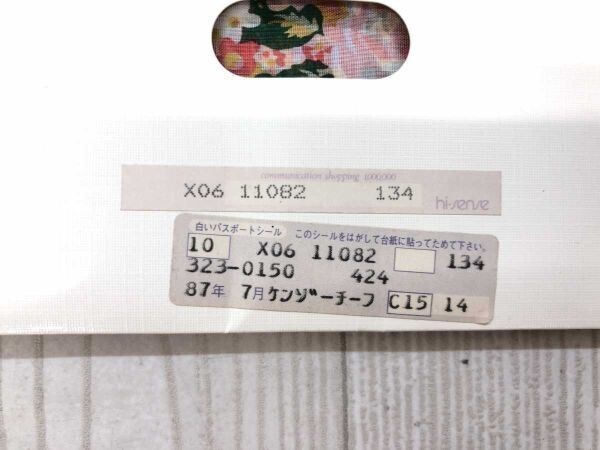 communication shopping 1,000,000
X06 11082 134
hi-sense
白いパスポートシール このシールをはがして台紙に貼ってためて下さい。
10 X06 11082 134
323-0150 424
87年 7月ケンゾーチーフ C15 14